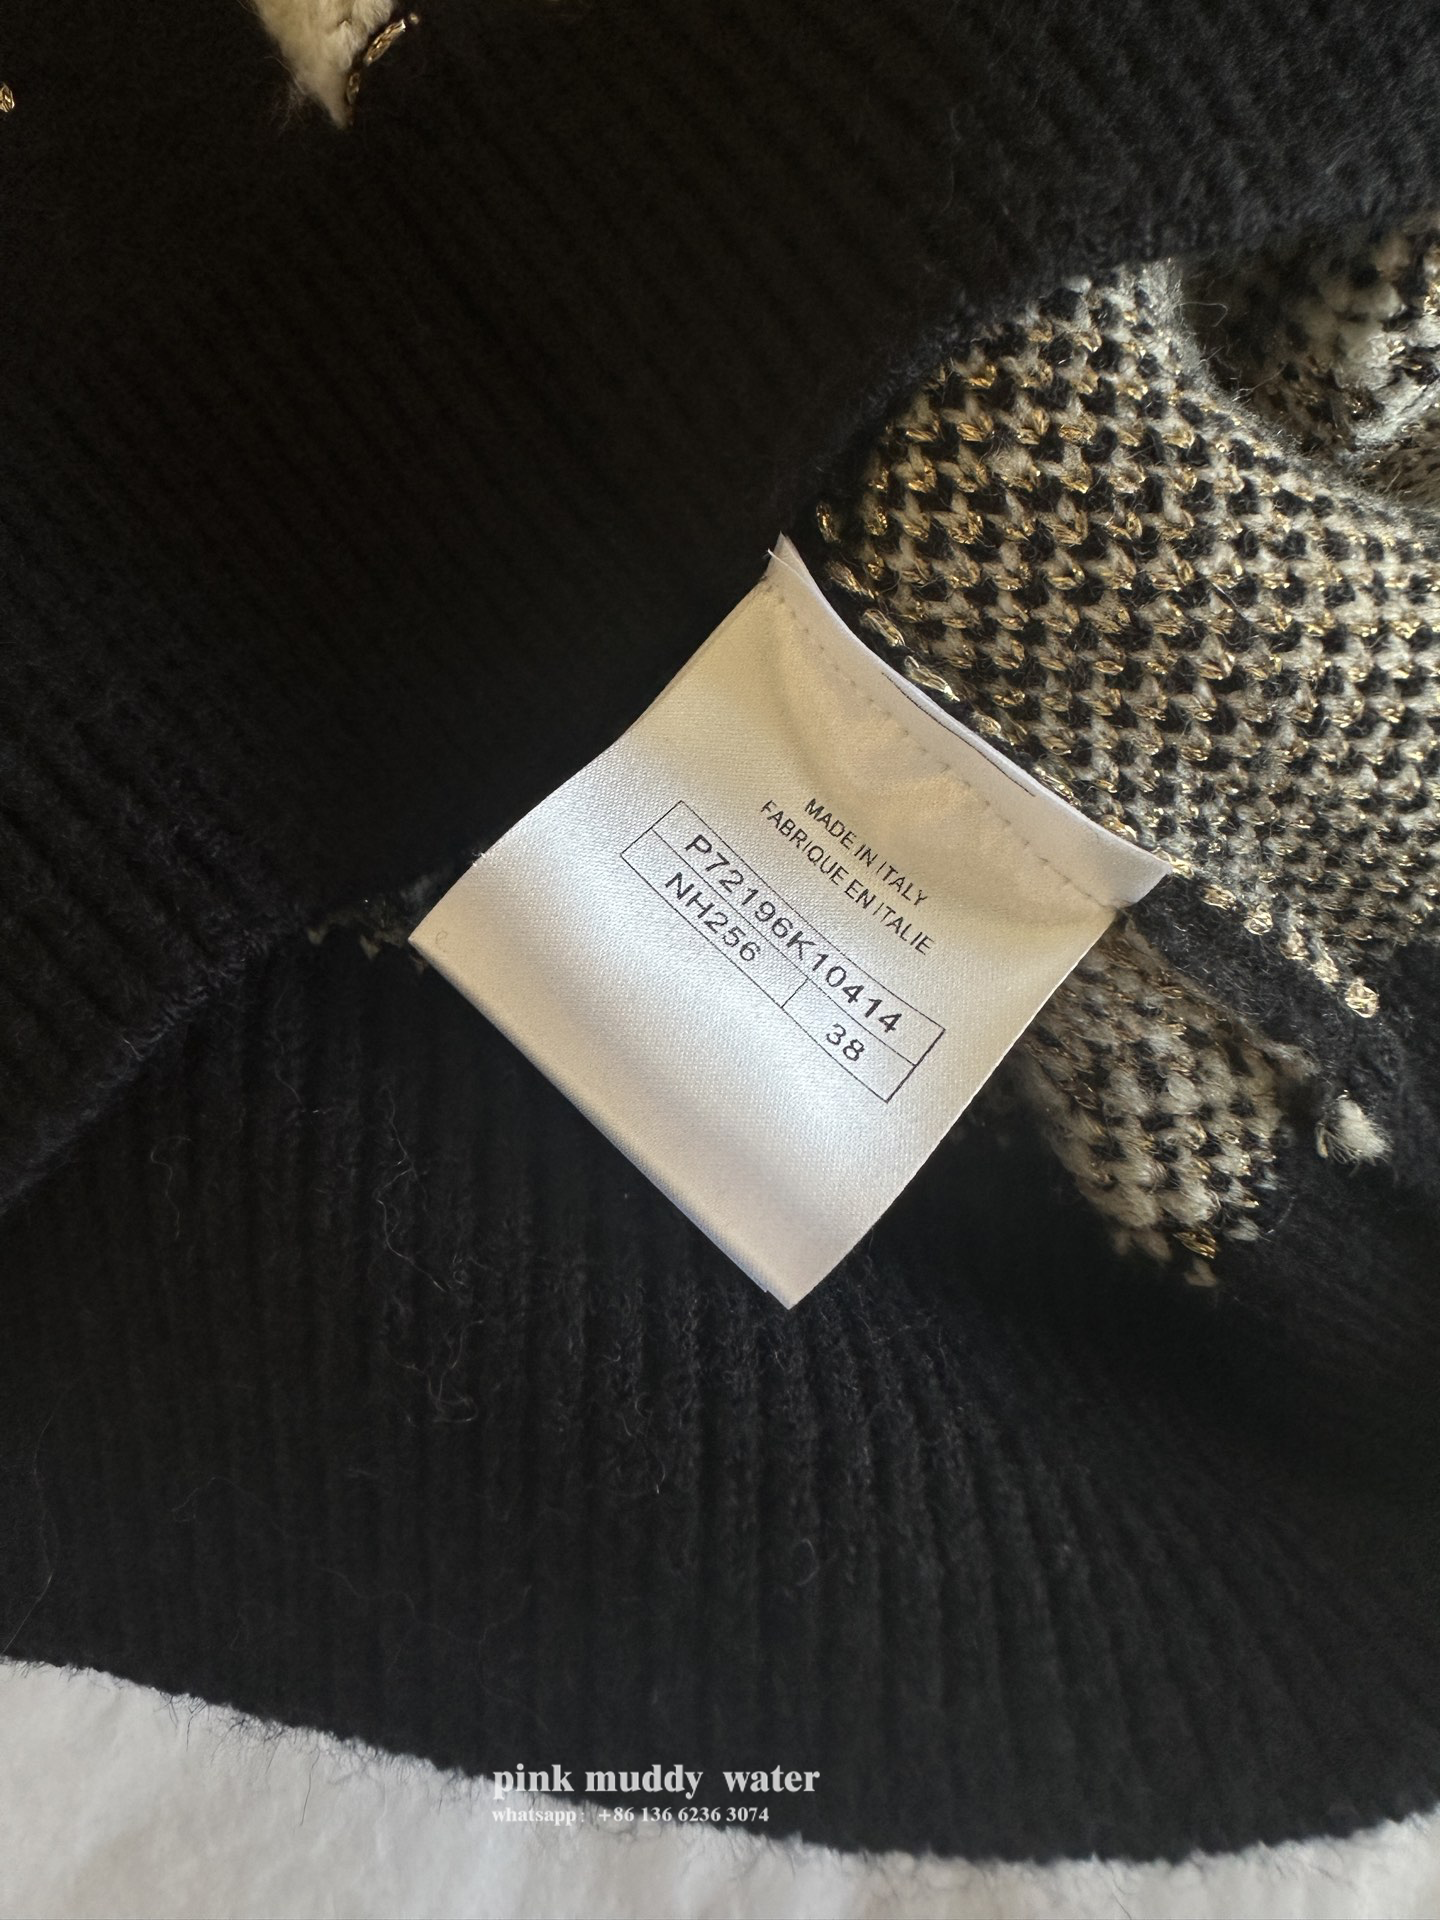 MADE IN ITALY
FABRIQUE EN ITALIE
P72196K10414
NH256 38
pink muddy water
whatsapp: +86 136 6236 3074